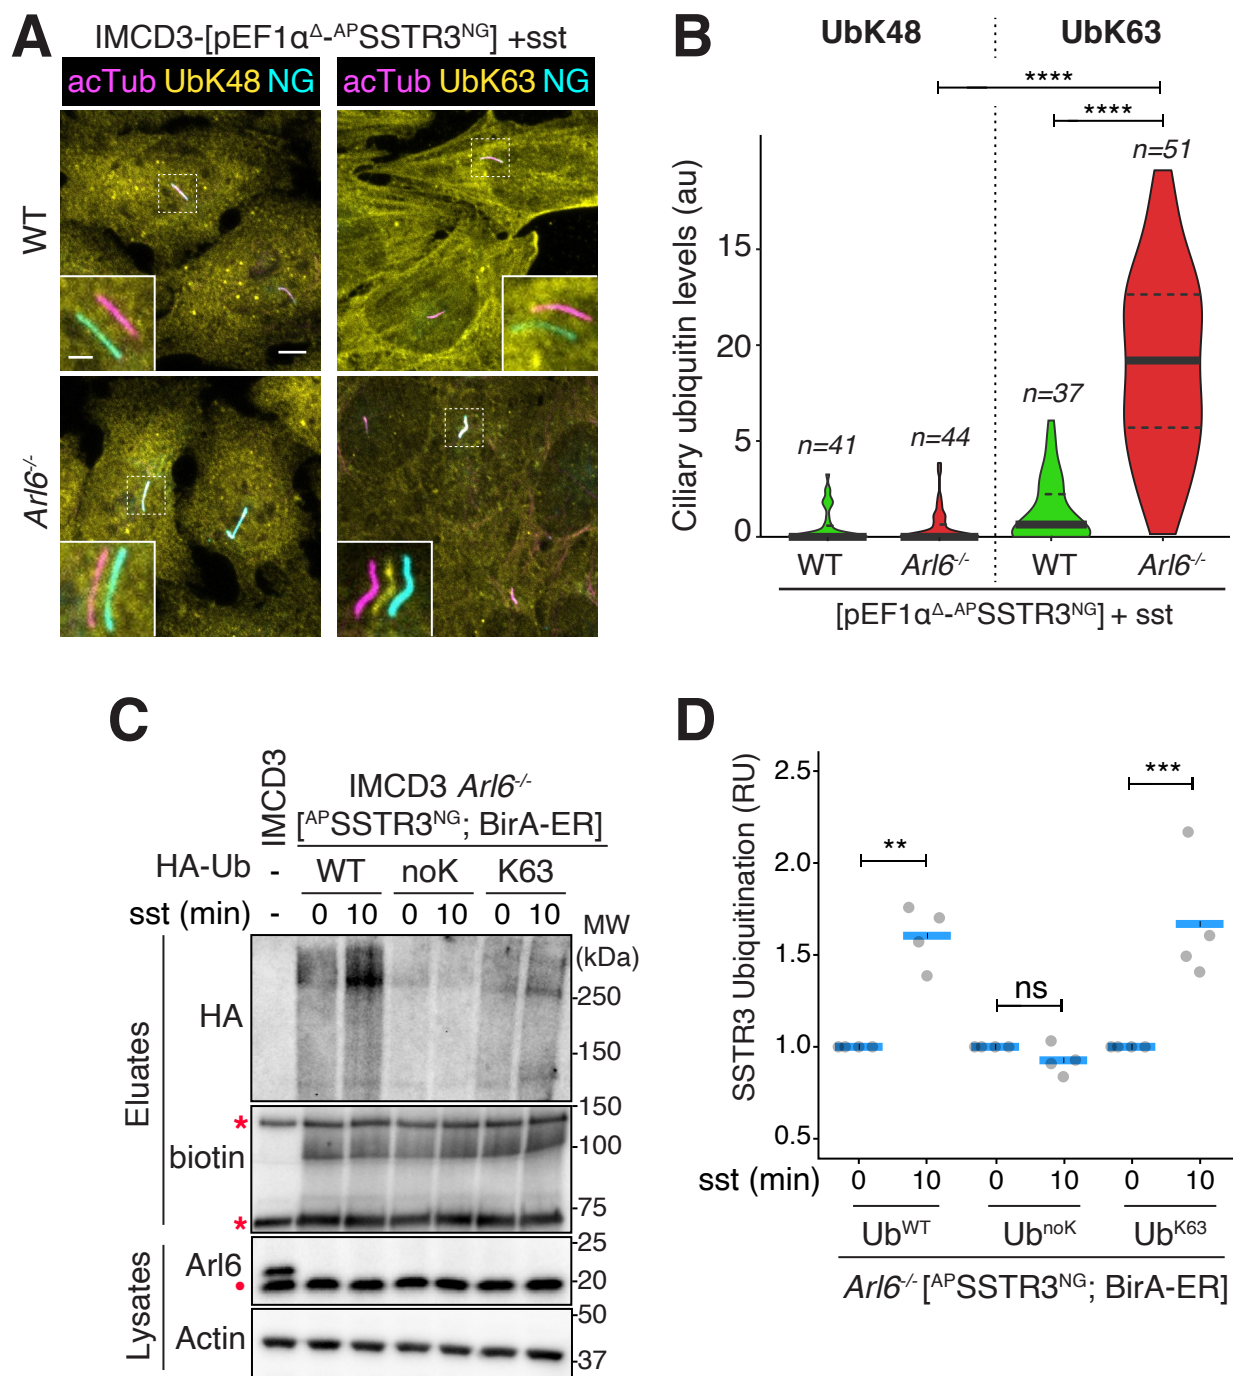 A
IMCD3-[pEF1αΔ-APSSTR3NG] +sst
acTub UbK48 NG
acTub UbK63 NG
WT
Arl6-/-
B
UbK48
UbK63
****
****
n=51
n=37
n=41
n=44
Ciliary ubiquitin levels (au)
15
20
5
0
WT
Arl6-/-
WT
Arl6-/-
[pEF1αΔ-APSSTR3NG] + sst
C
IMCD3
IMCD3 Arl6-/-
[APSSTR3NG; BirA-ER]
HA-Ub - WT noK K63
sst (min) - 0 10 0 10 0 10
MW
(kDa)
Eluates
HA
250
150
*
biotin
*
150
100
75
Lysates
Arl6
25
20
Actin
50
37
D
SSTR3 Ubiquitination (RU)
2.5
2.0
1.5
1.0
0.5
**
ns
***
sst (min) 0 10 0 10 0 10
UbWT UbnoK UbK63
Arl6-/- [APSSTR3NG; BirA-ER]